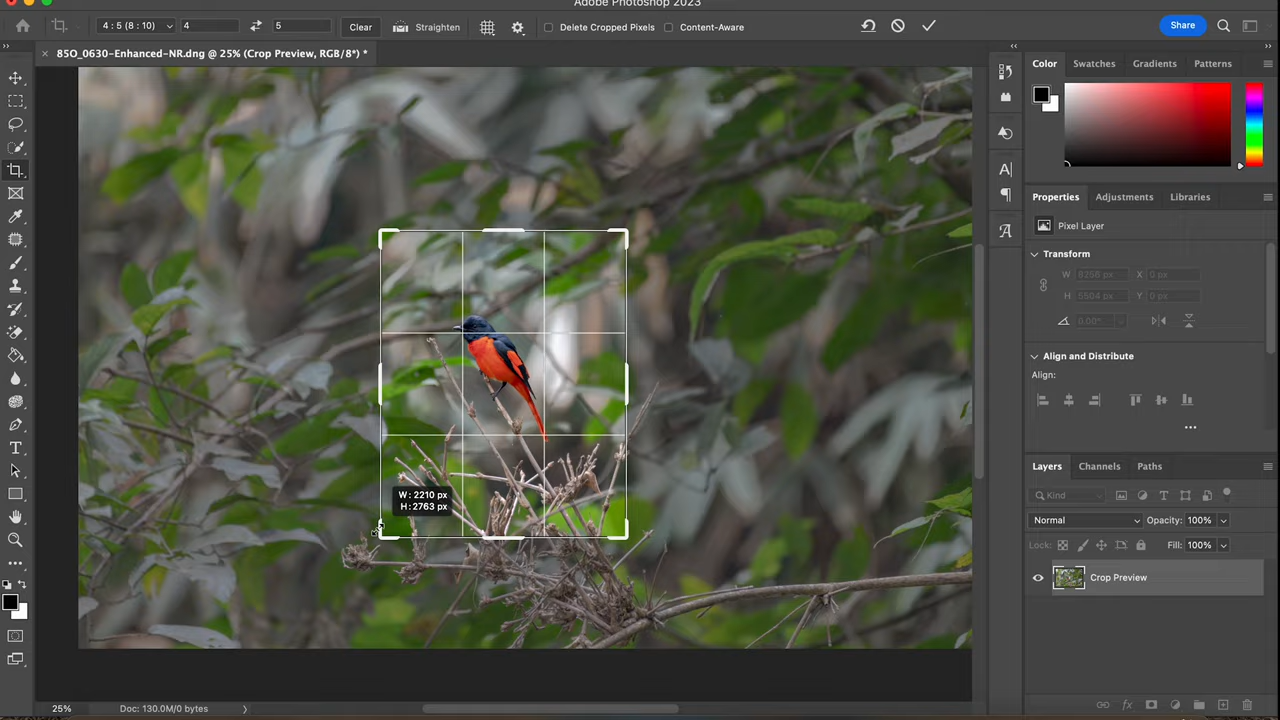 Adobe Photoshop 2023
4 : 5 (8 : 10)
4
5
Clear
Straighten
Delete Cropped Pixels
Content-Aware
Share
85O_0630-Enhanced-NR.dng @ 25% (Crop Preview, RGB/8*) *
Color
Swatches
Gradients
Patterns
Properties
Adjustments
Libraries
Pixel Layer
Transform
W 8256 px
X 0 px
H 5504 px
Y 0 px
0.00°
Align and Distribute
Align:
W : 2210 px
H : 2763 px
Layers
Channels
Paths
Kind
Normal
Opacity: 100%
Lock:
Fill: 100%
Crop Preview
25%
Doc: 130.0M/0 bytes